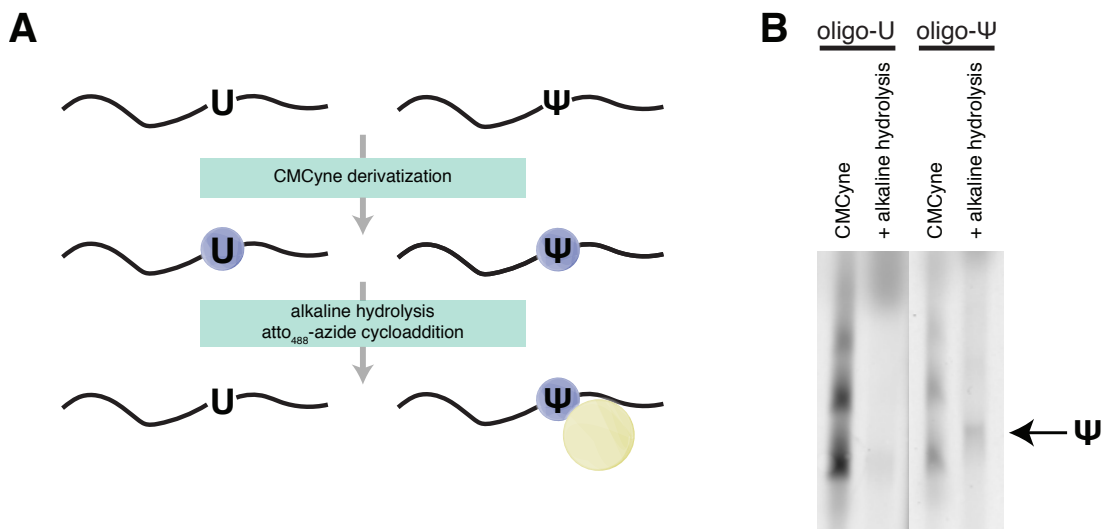 A
U
Ψ
CMCyne derivatization
U
Ψ
alkaline hydrolysis
atto488-azide cycloaddition
U
Ψ
B
oligo-U
oligo-Ψ
CMCyne
+ alkaline hydrolysis
CMCyne
+ alkaline hydrolysis
Ψ